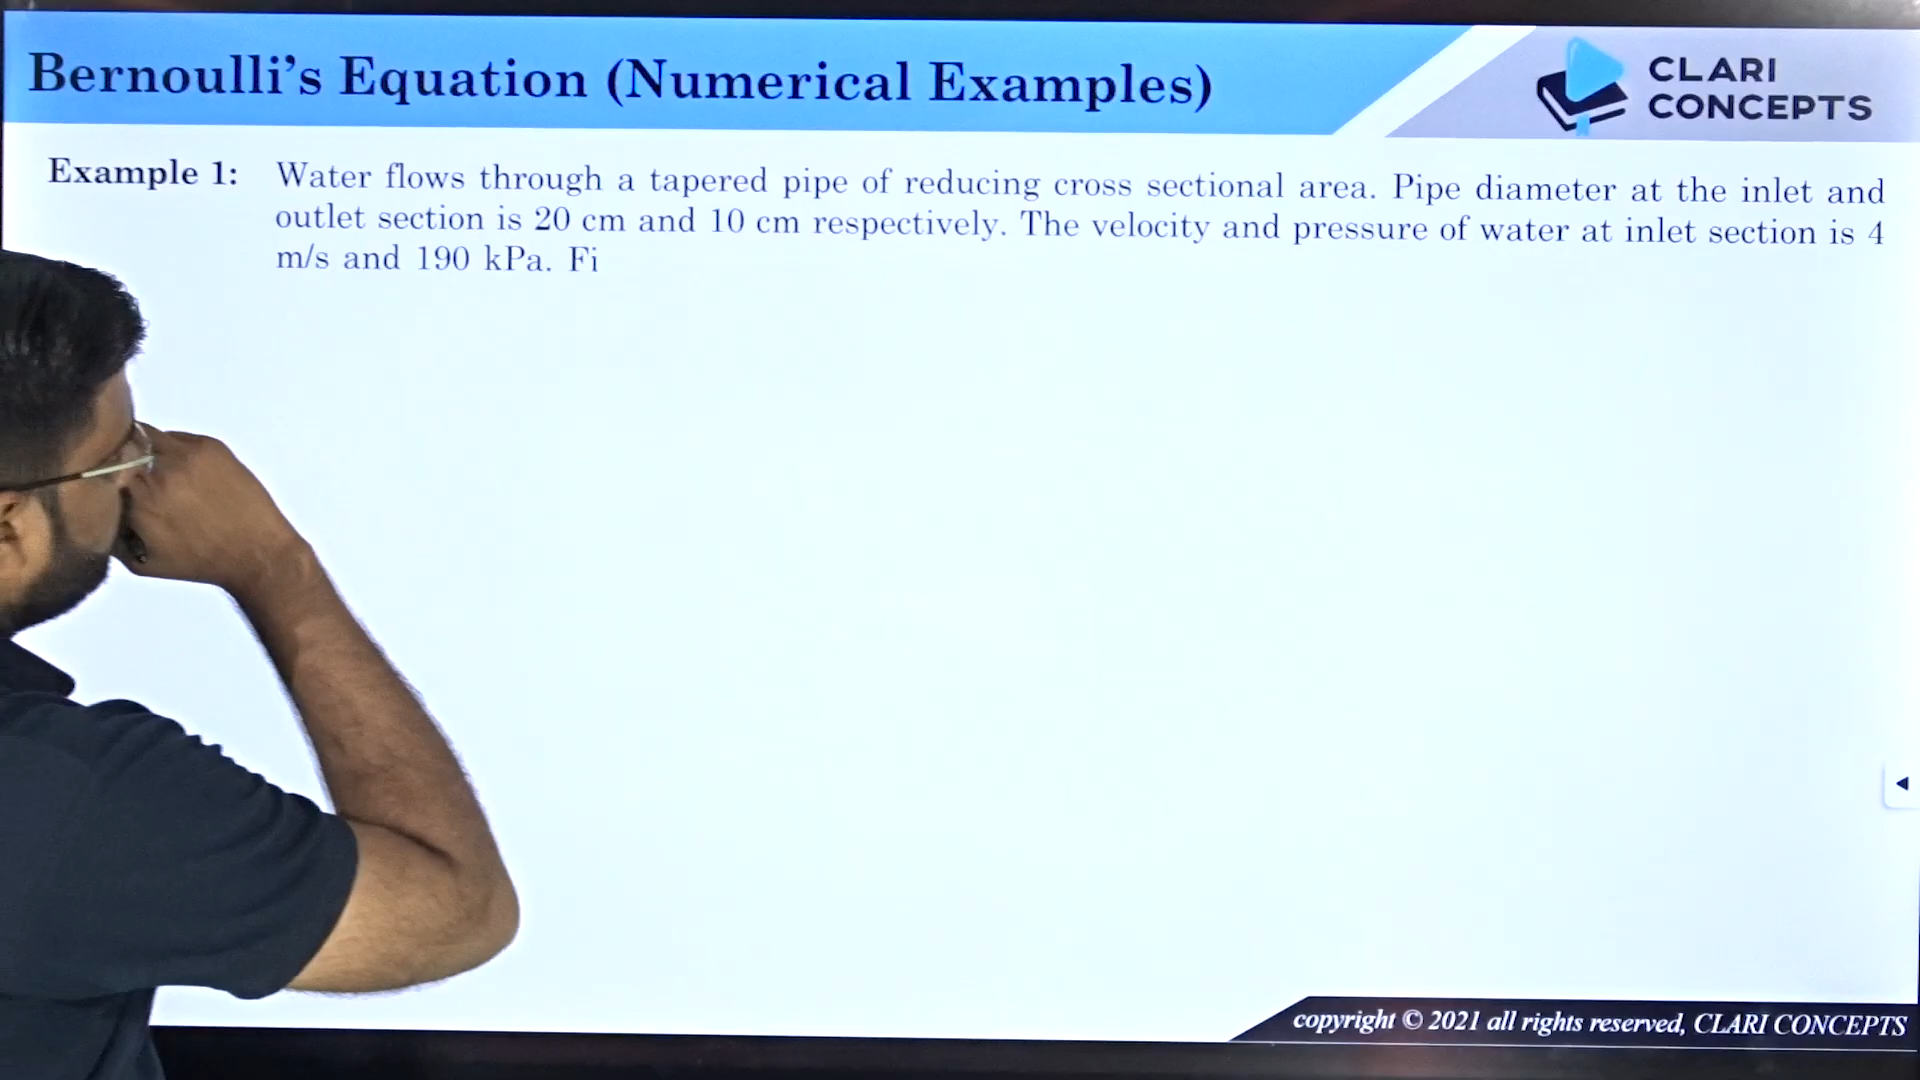 Bernoulli’s Equation (Numerical Examples)
CLARI
CONCEPTS
Example 1: Water flows through a tapered pipe of reducing cross sectional area. Pipe diameter at the inlet and
outlet section is 20 cm and 10 cm respectively. The velocity and pressure of water at inlet section is 4
m/s and 190 kPa. Fi
copyright © 2021 all rights reserved, CLARI CONCEPTS